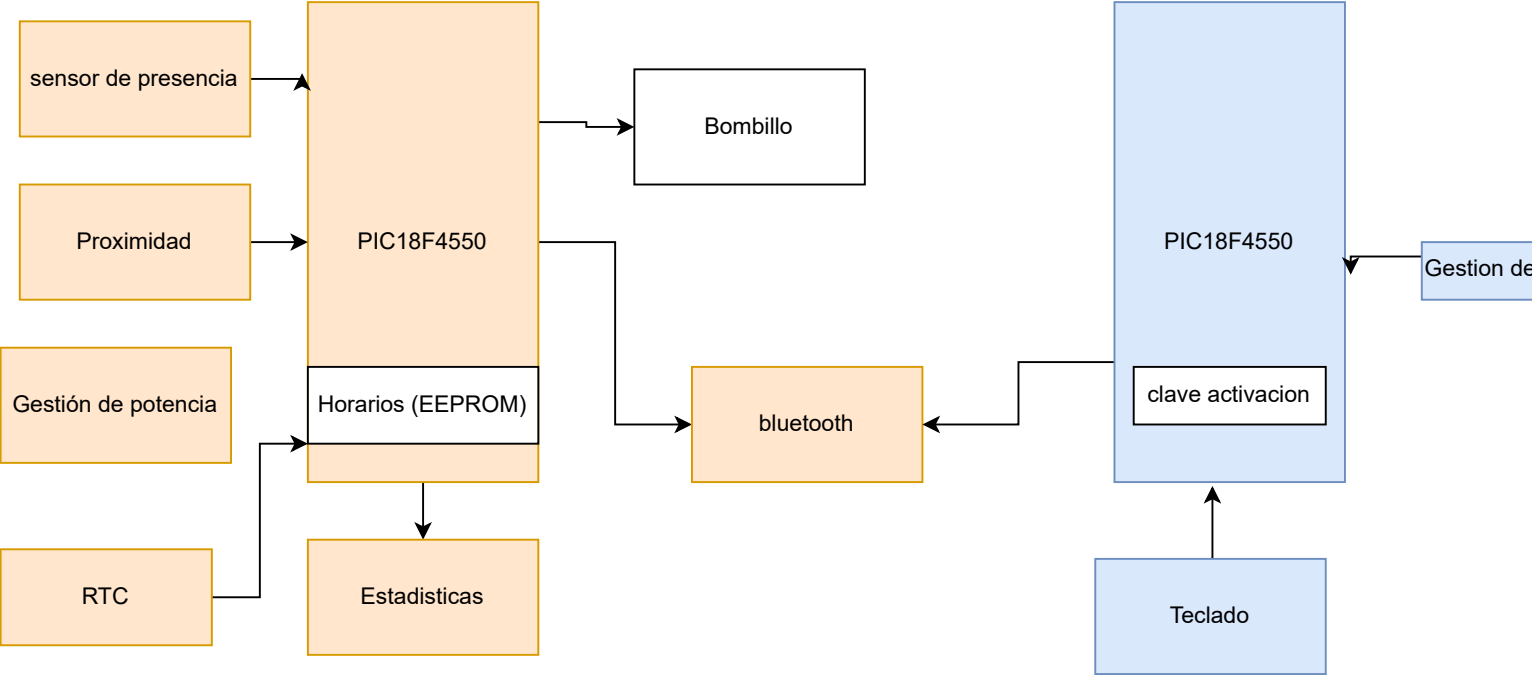 sensor de presencia
Bombillo
Proximidad
PIC18F4550
PIC18F4550
Gestion de
Gestión de potencia
Horarios (EEPROM)
clave activacion
bluetooth
RTC
Estadisticas
Teclado